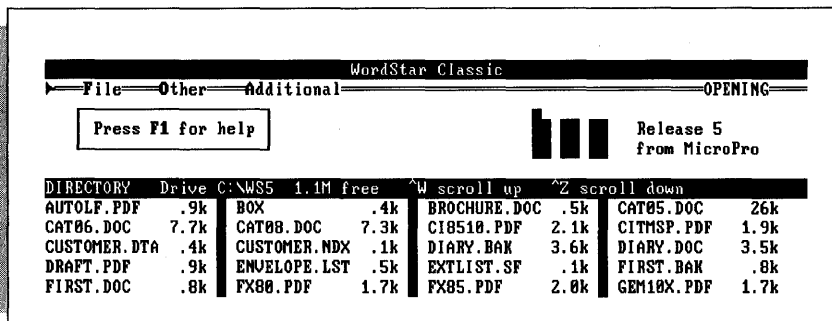 WordStar Classic
File Other Additional OPENING
Press F1 for help
Release 5
from MicroPro
DIRECTORY Drive C:\WS5 1.1M free ^W scroll up ^Z scroll down
AUTOLF.PDF .9k BOX .4k BROCHURE.DOC .5k CAT05.DOC 26k
CAT06.DOC 7.7k CAT08.DOC 7.3k CI8510.PDF 2.1k CITMSP.PDF 1.9k
CUSTOMER.DTA .4k CUSTOMER.NDX .1k DIARY.BAK 3.6k DIARY.DOC 3.5k
DRAFT.PDF .9k ENVELOPE.LST .5k EXTLIST.SF .1k FIRST.BAK .8k
FIRST.DOC .8k FX80.PDF 1.7k FX85.PDF 2.0k GEM10X.PDF 1.7k